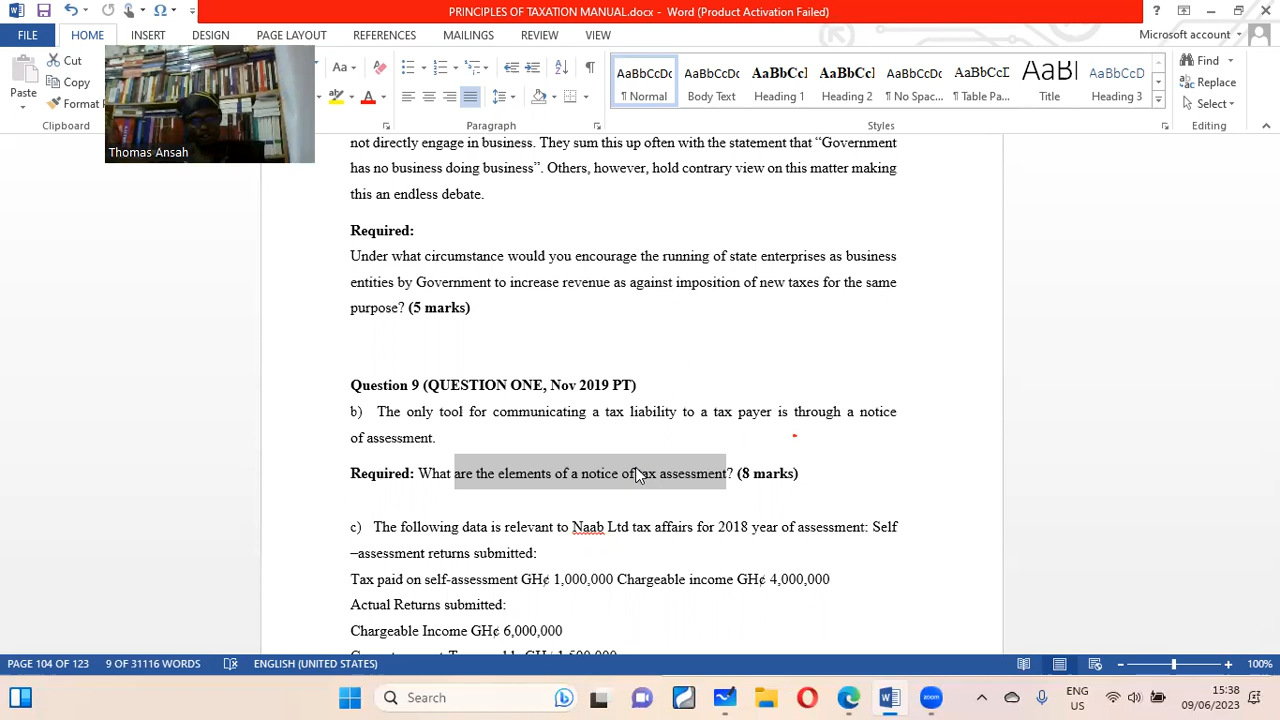 PRINCIPLES OF TAXATION MANUAL.docx - Word (Product Activation Failed)
FILE HOME INSERT DESIGN PAGE LAYOUT REFERENCES MAILINGS REVIEW VIEW Microsoft account
Cut
Copy
Format
Paste
Clipboard
Aa
Paragraph
AaBbCcDc AaBbCcDc AaBbCc AaBbCc AaBbCcDc AaBbCcD AaBl AaBbCcD
¶ Normal Body Text Heading 1 Heading 2 ¶ No Spac... ¶ Table Pa... Title Heading 3
Styles
Find
Replace
Select
Editing
Thomas Ansah
not directly engage in business. They sum this up often with the statement that “Government
has no business doing business”. Others, however, hold contrary view on this matter making
this an endless debate.
Required:
Under what circumstance would you encourage the running of state enterprises as business
entities by Government to increase revenue as against imposition of new taxes for the same
purpose? (5 marks)
Question 9 (QUESTION ONE, Nov 2019 PT)
b) The only tool for communicating a tax liability to a tax payer is through a notice
of assessment.
Required: What are the elements of a notice of tax assessment? (8 marks)
c) The following data is relevant to Naab Ltd tax affairs for 2018 year of assessment: Self
–assessment returns submitted:
Tax paid on self-assessment GH¢ 1,000,000 Chargeable income GH¢ 4,000,000
Actual Returns submitted:
Chargeable Income GH¢ 6,000,000
PAGE 104 OF 123 9 OF 31116 WORDS ENGLISH (UNITED STATES) 100%
Search
ENG
US
15:38
09/06/2023